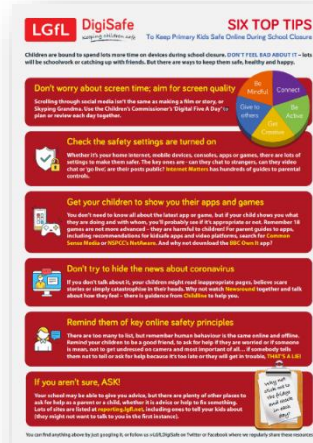 LGfL DigiSafe
keeping children safe
SIX TOP TIPS
To Keep Primary Kids Safe Online During School Closure
Children are bound to spend lots more time on devices during school closure. DON'T FEEL BAD ABOUT IT – lots
will be schoolwork or catching up with friends. But there are ways to keep them safe, healthy and happy.
Don't worry about screen time; aim for screen quality
Scrolling through social media isn't the same as making a film or story, or
Skyping Grandma. Use the Children's Commissioner's 'Digital Five A Day' to
plan or review each day together.
Be Mindful
Connect
Give to others
Be Active
Get Creative
Check the safety settings are turned on
Whether it's your home internet, mobile devices, consoles, apps or games, there are lots of
settings to make them safer. The key ones are - can they chat to strangers, can they video
chat or 'go live', are their posts public? Internet Matters has hundreds of guides to parental
controls.
Get your children to show you their apps and games
You don't need to know all about the latest app or game, but if your child shows you what
they are doing and with whom, you'll probably see if it's appropriate or not. Remember 18
games are not more advanced – they are harmful to children! For parent guides to apps,
including recommendations for kidsafe apps and video platforms, search for Common
Sense Media or NSPCC's NetAware. And why not download the BBC Own It app?
Don't try to hide the news about coronavirus
If you don't talk about it, your children might read inappropriate pages, believe scare
stories or simply catastrophise in their heads. Why not watch Newsround together and talk
about how they feel – there is guidance from Childline to help you.
Remind them of key online safety principles
There are too many to list, but remember human behaviour is the same online and offline.
Remind your children to be a good friend, to ask for help if they are worried or if someone
is mean, not to get undressed on camera and most important of all... if somebody tells
them not to tell or ask for help because it's too late or they will get in trouble, THAT'S A LIE!
If you aren't sure, ASK!
Your school may be able to give you advice, but there are plenty of other places to
ask for help as a parent or a child, whether it is advice or help to fix something.
Lots of sites are listed at reporting.lgfl.net, including ones to tell your kids about
(they might not want to talk to you in the first instance).
Why not
stick me to
the fridge
and
each
day?
You can find anything above by just googling it, or follow us @LGfLDigiSafe on Twitter or Facebook where we regularly share these resources